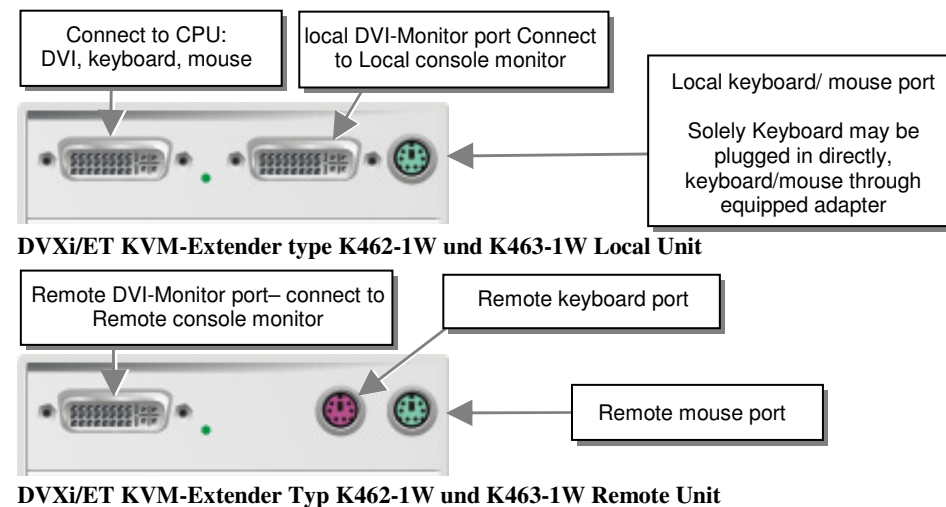 Connect to CPU:
DVI, keyboard, mouse
local DVI-Monitor port Connect
to Local console monitor
Local keyboard/ mouse port
Solely Keyboard may be
plugged in directly,
keyboard/mouse through
equipped adapter
DVXi/ET KVM-Extender type K462-1W und K463-1W Local Unit
Remote DVI-Monitor port– connect to
Remote console monitor
Remote keyboard port
Remote mouse port
DVXi/ET KVM-Extender Typ K462-1W und K463-1W Remote Unit